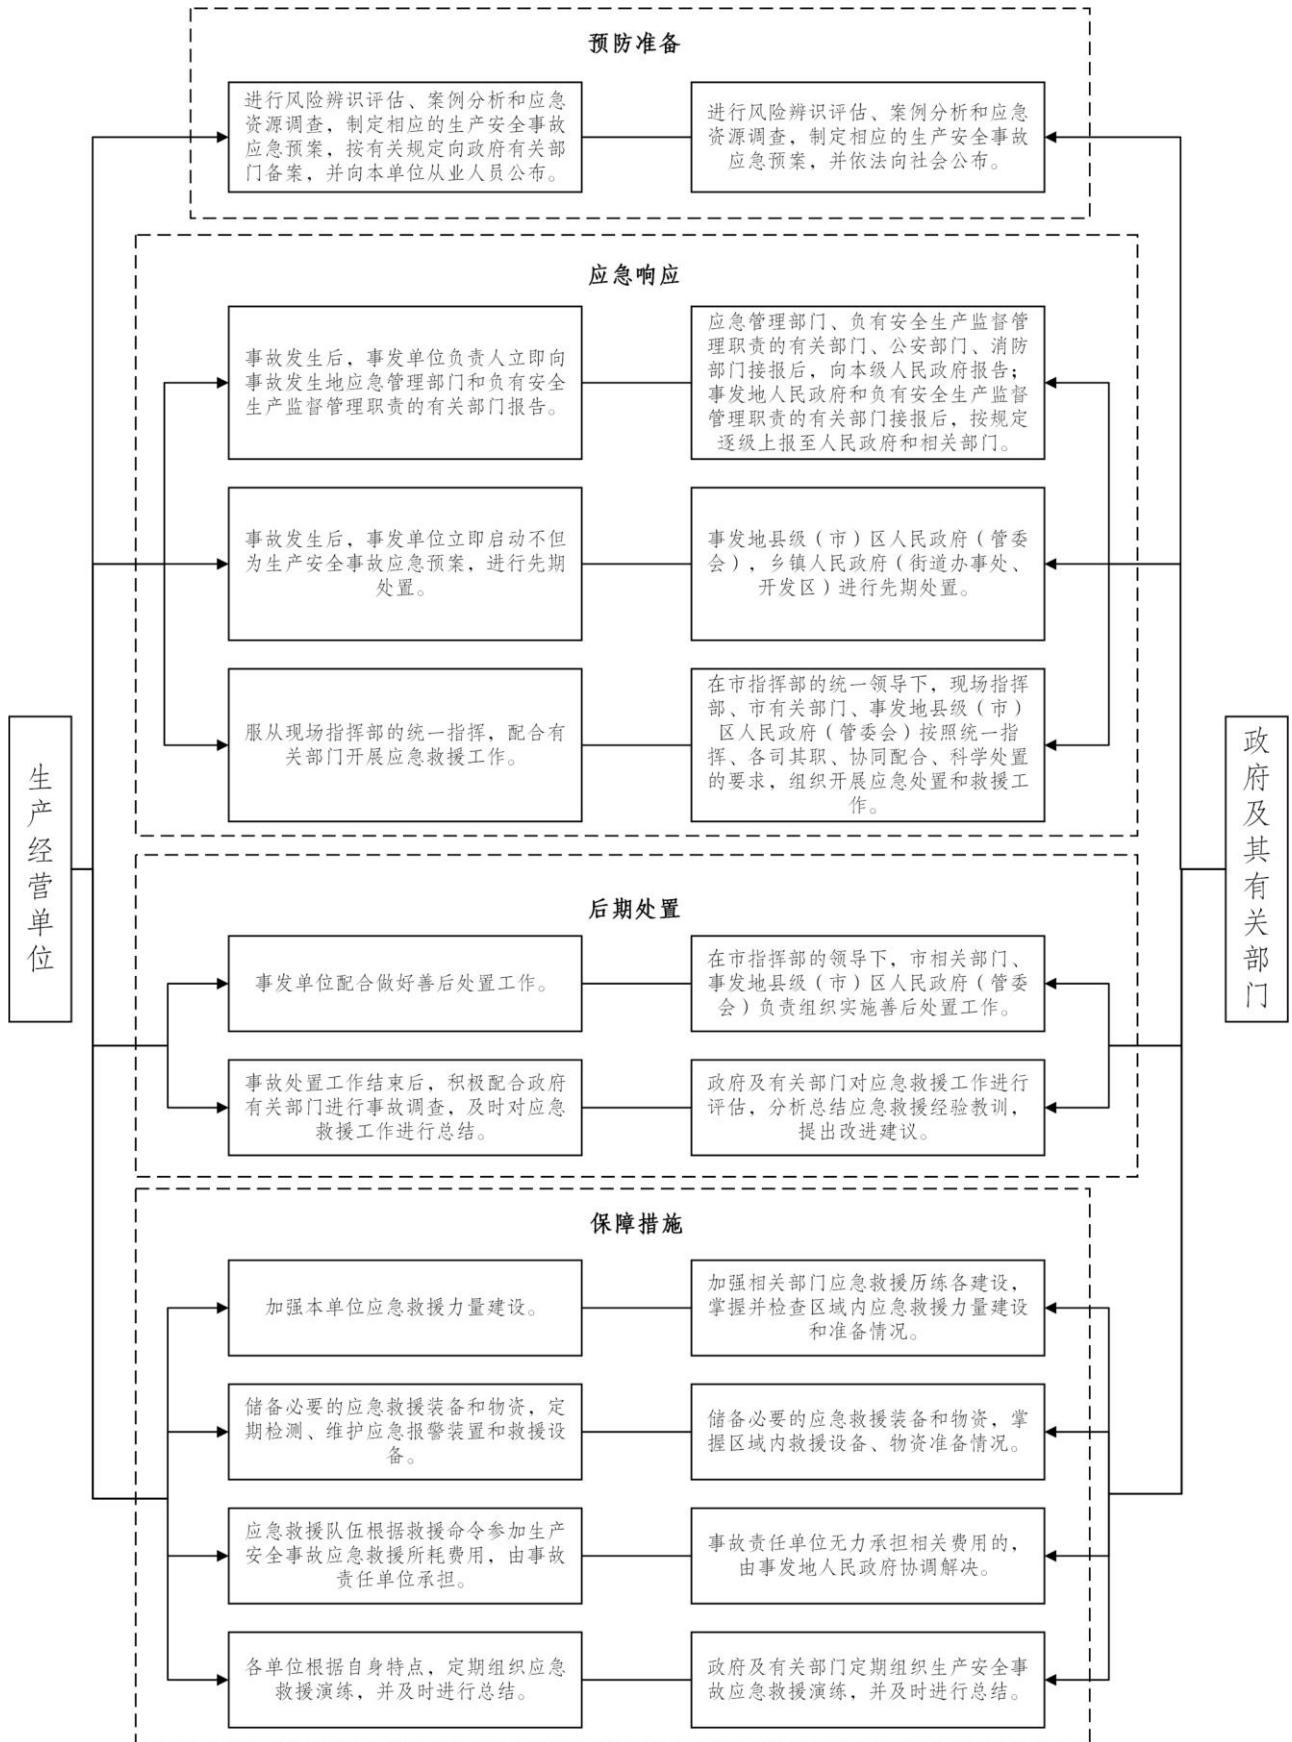 预防准备
进行风险辨识评估、案例分析和应急
资源调查，制定相应的生产安全事故
应急预案，按有关规定向政府有关部
门备案，并向本单位从业人员公布。
进行风险辨识评估、案例分析和应急
资源调查，制定相应的生产安全事故
应急预案，并依法向社会公布。
应急响应
事故发生后，事发单位负责人立即向
事故发生地应急管理部门和负有安全
生产监督管理职责的有关部门报告。
应急管理部门、负有安全生产监督管
理职责的有关部门、公安部门、消防
部门接报后，向本级人民政府报告；
事发地人民政府和负有安全生产监督
管理职责的有关部门接报后，按规定
逐级上报至人民政府和相关部门。
事故发生后，事发单位立即启动不但
为生产安全事故应急预案，进行先期
处置。
事发地县级（市）区人民政府（管委
会），乡镇人民政府（街道办事处、
开发区）进行先期处置。
服从现场指挥部的统一指挥，配合有
关部门开展应急救援工作。
在市指挥部的统一领导下，现场指挥
部、市有关部门、事发地县级（市）
区人民政府（管委会）按照统一指
挥、各司其职、协同配合、科学处置
的要求，组织开展应急处置和救援工
作。
生产经营单位
政府及其有关部门
后期处置
事发单位配合做好善后处置工作。
在市指挥部的领导下，市相关部门、
事发地县级（市）区人民政府（管委
会）负责组织实施善后处置工作。
事故处置工作结束后，积极配合政府
有关部门进行事故调查，及时对应急
救援工作进行总结。
政府及有关部门对应急救援工作进行
评估，分析总结应急救援经验教训，
提出改进建议。
保障措施
加强本单位应急救援力量建设。
加强相关部门应急救援历练各建设，
掌握并检查区域内应急救援力量建设
和准备情况。
储备必要的应急救援装备和物资，定
期检测、维护应急报警装置和救援设
备。
储备必要的应急救援装备和物资，掌
握区域内救援设备、物资准备情况。
应急救援队伍根据救援命令参加生产
安全事故应急救援所耗费用，由事故
责任单位承担。
事故责任单位无力承担相关费用的，
由事发地人民政府协调解决。
各单位根据自身特点，定期组织应急
救援演练，并及时进行总结。
政府及有关部门定期组织生产安全事
故应急救援演练，并及时进行总结。